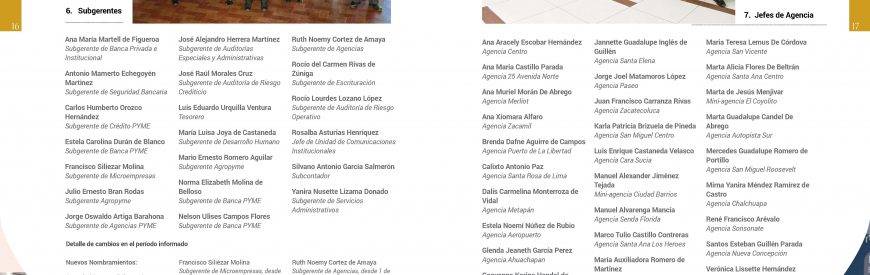 16
6. Subgerentes
Ana María Martell de Figueroa
Subgerente de Banca Privada e
Institucional
Antonio Mamerto Echegoyén
Martínez
Subgerente de Seguridad Bancaria
Carlos Humberto Orozco
Hernández
Subgerente de Crédito PYME
Estela Carolina Durán de Blanco
Subgerente de Banca PYME
Francisco Siliézar Molina
Subgerente de Microempresas
Julio Ernesto Bran Rodas
Subgerente Agropyme
Jorge Oswaldo Artiga Barahona
Subgerente de Agencias PYME
José Alejandro Herrera Martínez
Subgerente de Auditorías
Especiales y Administrativas
José Raúl Morales Cruz
Subgerente de Auditoría de Riesgo
Crediticio
Luis Eduardo Urquilla Ventura
Tesorero
María Luisa Joya de Castaneda
Subgerente de Desarrollo Humano
Mario Ernesto Romero Aguilar
Subgerente Agropyme
Norma Elizabeth Molina de
Belloso
Subgerente de Banca PYME
Nelson Ulises Campos Flores
Subgerente de Banca PYME
Ruth Noemy Cortez de Amaya
Subgerente de Agencias
Rocío del Carmen Rivas de
Zúniga
Subgerente de Escrituración
Rocío Lourdes Lozano López
Subgerente de Auditoría de Riesgo
Operativo
Rosalba Asturias Henríquez
Jefe de Unidad de Comunicaciones
Institucionales
Silvano Antonio García Salmerón
Subcontador
Yanira Nusette Lizama Donado
Subgerente de Servicios
Administrativos
Detalle de cambios en el período informado
Nuevos Nombramientos:
Francisco Siliézar Molina
Subgerente de Microempresas, desde
Ruth Noemy Cortez de Amaya
Subgerente de Agencias, desde 1 de
17
7. Jefes de Agencia
Ana Aracely Escobar Hernández
Agencia Centro
Ana María Castillo Parada
Agencia 25 Avenida Norte
Ana Muriel Morán De Abrego
Agencia Merliot
Ana Xiomara Alfaro
Agencia Zacamil
Brenda Dafne Aguirre de Campos
Agencia Puerto de La Libertad
Calixto Antonio Paz
Agencia Santa Rosa de Lima
Dalis Carmelina Monterroza de
Vidal
Agencia Metapán
Estela Noemí Núñez de Rubio
Agencia Aeropuerto
Glenda Jeaneth García Perez
Agencia Ahuachapan
Jannette Guadalupe Inglés de
Guillén
Agencia Santa Elena
Jorge Joel Matamoros López
Agencia Paseo
Juan Francisco Carranza Rivas
Agencia Zacatecoluca
Karla Patricia Brizuela de Pineda
Agencia San Miguel Centro
Luis Enrique Castaneda Velasco
Agencia Cara Sucia
Manuel Alexander Jiménez
Tejada
Mini-agencia Ciudad Barrios
Manuel Alvarenga Mancía
Agencia Senda Florida
Marco Tulio Castillo Contreras
Agencia Santa Ana Los Heroes
María Auxiliadora Romero de
Martínez
María Teresa Lemus De Córdova
Agencia San Vicente
Marta Alicia Flores De Beltrán
Agencia Santa Ana Centro
Marta de Jesús Menjívar
Mini-agencia El Coyolito
Marta Guadalupe Candel De
Abrego
Agencia Autopista Sur
Mercedes Guadalupe Romero de
Portillo
Agencia San Miguel Roosevelt
Mirna Yanira Méndez Ramírez de
Castro
Agencia Chalchuapa
René Francisco Arévalo
Agencia Sonsonate
Santos Esteban Guillén Parada
Agencia Nueva Concepción
Verónica Lissette Hernández